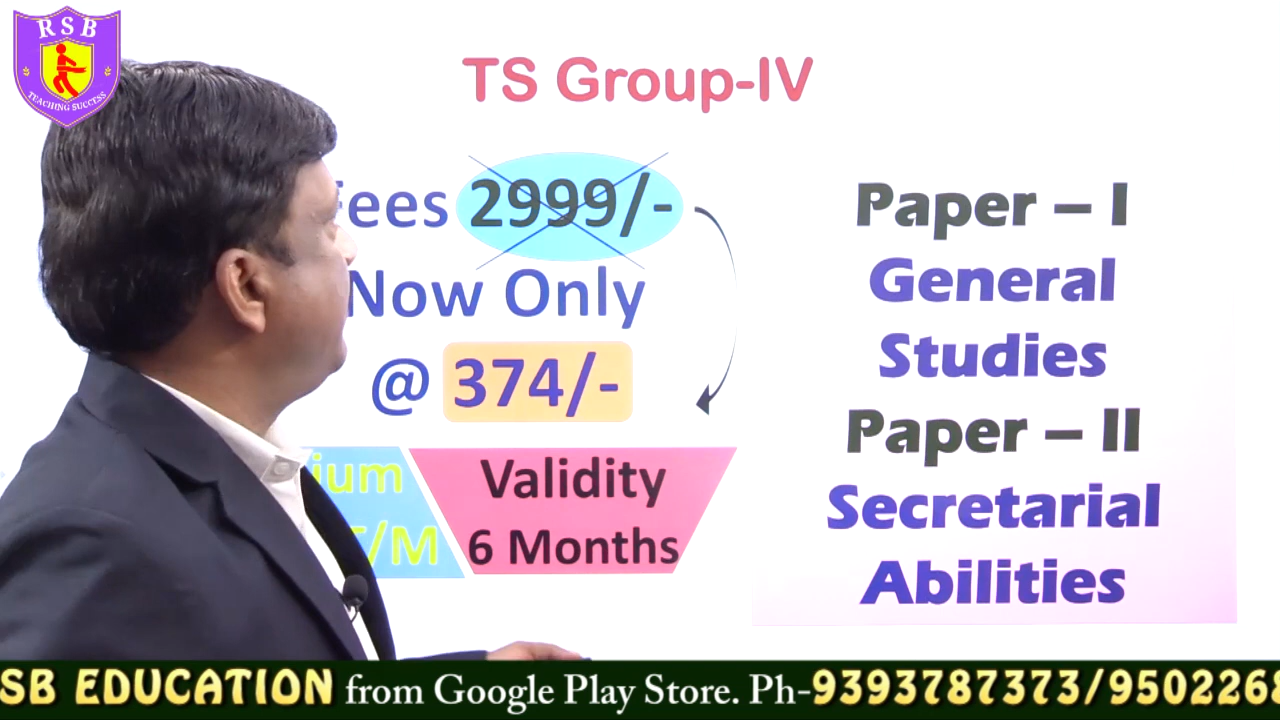 RSB
TEACHING SUCCESS
TS Group-IV
Fees 2999/-
Now Only
@ 374/-
Validity
6 Months
Paper – I
General
Studies
Paper – II
Secretarial
Abilities
SB EDUCATION from Google Play Store. Ph-9393787373/9502268